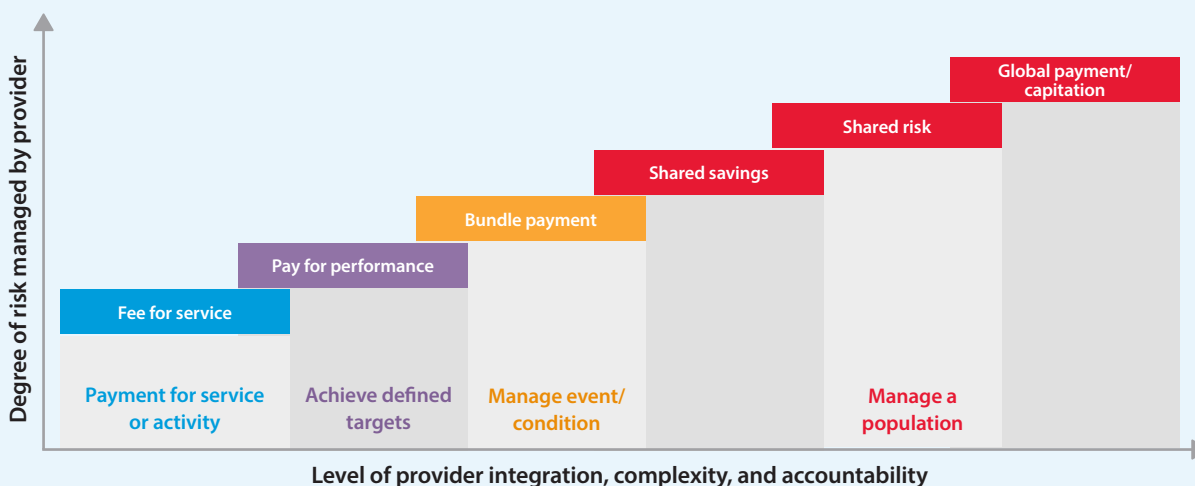 Degree of risk managed by provider
Global payment/
capitation
Shared risk
Shared savings
Bundle payment
Pay for performance
Fee for service
Payment for service
or activity
Achieve defined
targets
Manage event/
condition
Manage a
population
Level of provider integration, complexity, and accountability